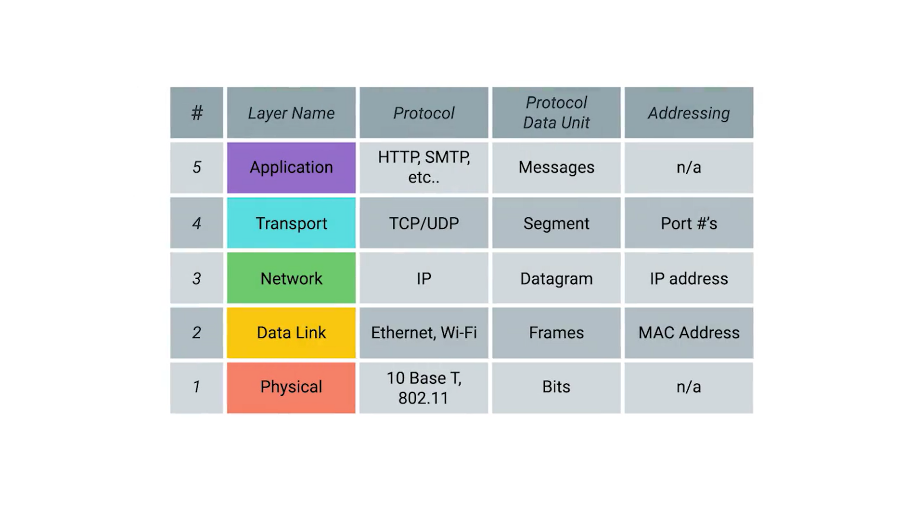 # Layer Name Protocol Protocol Data Unit Addressing
5 Application HTTP, SMTP, etc.. Messages n/a
4 Transport TCP/UDP Segment Port #'s
3 Network IP Datagram IP address
2 Data Link Ethernet, Wi-Fi Frames MAC Address
1 Physical 10 Base T, 802.11 Bits n/a